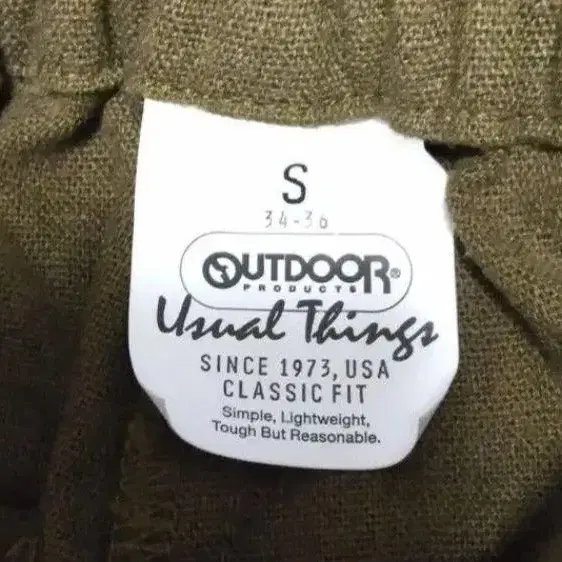 S
34-36
OUTDOOR®
PRODUCTS
Usual Things
SINCE 1973, USA
CLASSIC FIT
Simple, Lightweight,
Tough But Reasonable.